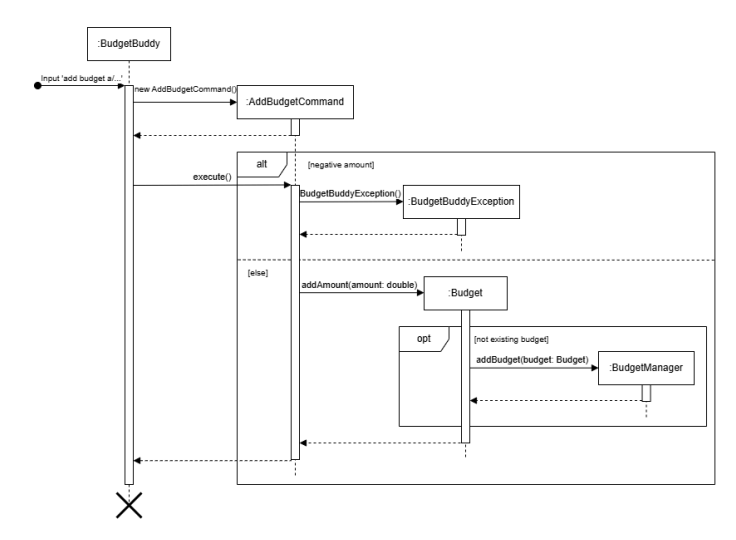 :BudgetBuddy
Input 'add budget a/...'
new AddBudgetCommand()
:AddBudgetCommand
alt
[negative amount]
execute()
BudgetBuddyException()
:BudgetBuddyException
[else]
addAmount(amount: double)
:Budget
opt
[not existing budget]
addBudget(budget: Budget)
:BudgetManager